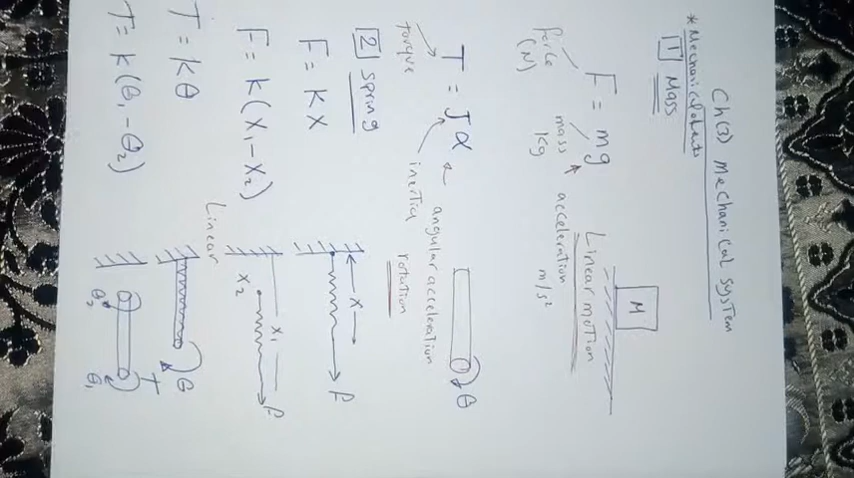 Ch(3) Mechanical system
* Mechanical elements
1 Mass
F = mg
force
(N)
mass
kg
acceleration
m/s²
Linear motion
M
T = Jα
torque
inertia
angular acceleration
rotation
θ
2 spring
F = KX
X
F
F = K(X1-X2)
X1
X2
F
Linear
T = Kθ
θ
T = K(θ1-θ2)
θ2
T
θ1